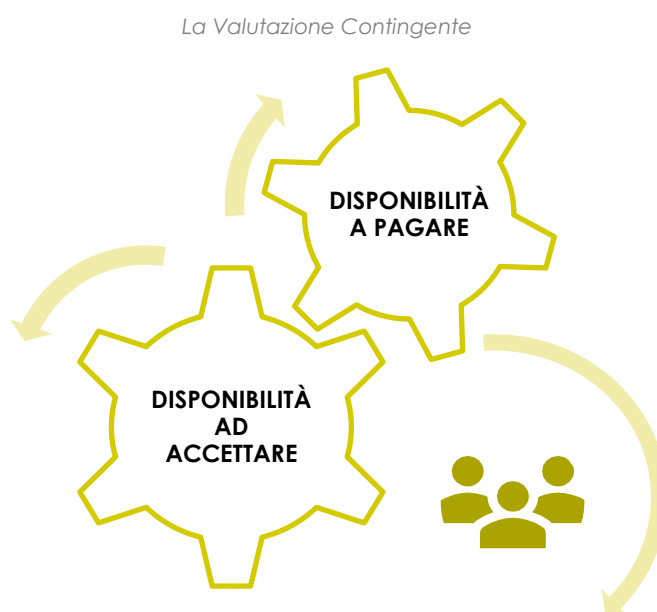 La Valutazione Contingente
DISPONIBILITÀ
A PAGARE
DISPONIBILITÀ
AD
ACCETTARE